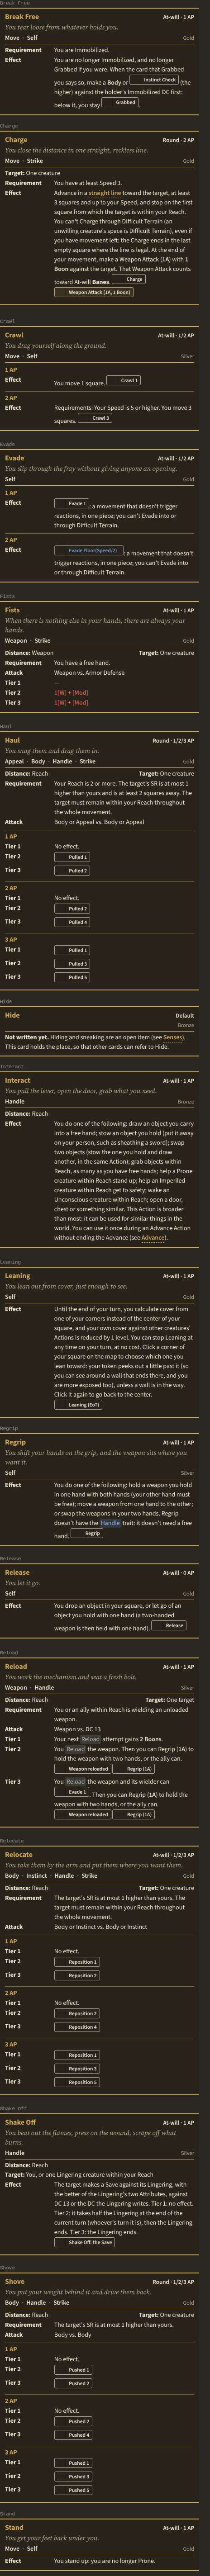 Break Free
Break Free At-will · 1 AP
You tear loose from whatever holds you.
Move · Self Gold
Requirement You are Immobilized.
Effect You are no longer Immobilized, and no longer
Grabbed if you were. When the card that Grabbed
you says so, make a Body or Instinct Check (the
higher) against the holder's Immobilized DC first:
below it, you stay Grabbed
Charge
Charge Round · 2 AP
You close the distance in one straight, reckless line.
Move · Strike Gold
Target: One creature
Requirement You have at least Speed 3.
Effect Advance in a straight line toward the target, at least
3 squares and up to your Speed, and stop on the first
square from which the target is within your Reach.
You can't Charge through Difficult Terrain (an
unwilling creature's space is Difficult Terrain), even if
you have movement left: the Charge ends in the last
empty square where the line is legal. At the end of
your movement, make a Weapon Attack (1A) with 1
Boon against the target. That Weapon Attack counts
toward At-will Banes. Charge
Weapon Attack (1A, 1 Boon)
Crawl
Crawl At-will · 1/2 AP
You drag yourself along the ground.
Move · Self Silver
1 AP
Effect You move 1 square. Crawl 1
2 AP
Effect Requirements: Your Speed is 5 or higher. You move 3
squares. Crawl 3
Evade
Evade At-will · 1/2 AP
You slip through the fray without giving anyone an opening.
Self Gold
1 AP
Effect Evade 1 : a movement that doesn't trigger
reactions, in one piece; you can't Evade into or
through Difficult Terrain.
2 AP
Effect Evade Floor(Speed/2) : a movement that doesn't
trigger reactions, in one piece; you can't Evade into
or through Difficult Terrain.
Fists
Fists At-will · 1 AP
When there is nothing else in your hands, there are always your
hands.
Weapon · Strike Gold
Distance: Weapon Target: One creature
Requirement You have a free hand.
Attack Weapon vs. Armor Defense
Tier 1 —
Tier 2 1[W] + [Mod]
Tier 3 1[W] + [Mod]
Haul
Haul Round · 1/2/3 AP
You snag them and drag them in.
Appeal · Body · Handle · Strike Gold
Distance: Reach Target: One creature
Requirement Your Reach is 2 or more. The target's SR is at most 1
higher than yours and is at least 2 squares away. The
target must remain within your Reach throughout
the whole movement.
Attack Body or Appeal vs. Body or Appeal
1 AP
Tier 1 No effect.
Tier 2 Pulled 1
Tier 3 Pulled 2
2 AP
Tier 1 No effect.
Tier 2 Pulled 2
Tier 3 Pulled 4
3 AP
Tier 1 Pulled 1
Tier 2 Pulled 3
Tier 3 Pulled 5
Hide
Hide Default
Bronze
Not written yet. Hiding and sneaking are an open item (see Senses).
This card holds the place, so that other cards can refer to Hide.
Interact
Interact At-will · 1 AP
You pull the lever, open the door, grab what you need.
Handle Bronze
Distance: Reach
Effect You do one of the following: draw an object you carry
into a free hand; stow an object you hold (put it away
on your person, such as sheathing a sword); swap
two objects (stow the one you hold and draw
another, in the same Action); grab objects within
Reach, as many as you have free hands; help a Prone
creature within Reach stand up; help an Imperiled
creature within Reach get to safety; wake an
Unconscious creature within Reach; open a door,
chest or something similar. This Action is broader
than most: it can be used for similar things in the
world. You can use it once during an Advance Action
without ending the Advance (see Advance).
Leaning
Leaning At-will · 1 AP
You lean out from cover, just enough to see.
Self Gold
Effect Until the end of your turn, you calculate cover from
one of your corners instead of the center of your
square, and your own cover against other creatures'
Actions is reduced by 1 level. You can stop Leaning at
any time on your turn, at no cost. Click a corner of
your square on the map to choose which one you
lean toward: your token peeks out a little past it (so
you can see around a wall that ends there, and you
are more exposed too), unless a wall is in the way.
Click it again to go back to the center.
Leaning (EoT)
Regrip
Regrip At-will · 1 AP
You shift your hands on the grip, and the weapon sits where you
want it.
Self Silver
Effect You do one of the following: hold a weapon you hold
in one hand with both hands (your other hand must
be free); move a weapon from one hand to the other;
or swap the weapons in your two hands. Regrip
doesn't have the Handle trait: it doesn't need a free
hand. Regrip
Release
Release At-will · 0 AP
You let it go.
Self Gold
Effect You drop an object in your square, or let go of an
object you hold with one hand (a two-handed
weapon is then held with one hand). Release
Reload
Reload At-will · 1 AP
You work the mechanism and seat a fresh bolt.
Weapon · Handle Gold
Distance: Reach Target: One target
Requirement You or an ally within Reach is wielding an unloaded
weapon.
Attack Weapon vs. DC 13
Tier 1 Your next Reload attempt gains 2 Boons.
Tier 2 You Reload the weapon. Then you can Regrip (1A) to
hold the weapon with two hands, or the ally can.
Weapon reloaded Regrip (1A)
Tier 3 You Reload the weapon and its wielder can
Evade 1 . Then you can Regrip (1A) to hold the
weapon with two hands, or the ally can.
Weapon reloaded Regrip (1A)
Relocate
Relocate At-will · 1/2/3 AP
You take them by the arm and put them where you want them.
Body · Instinct · Handle · Strike Gold
Distance: Reach Target: One creature
Requirement The target's SR is at most 1 higher than yours. The
target must remain within your Reach throughout
the whole movement.
Attack Body or Instinct vs. Body or Instinct
1 AP
Tier 1 No effect.
Tier 2 Reposition 1
Tier 3 Reposition 2
2 AP
Tier 1 No effect.
Tier 2 Reposition 2
Tier 3 Reposition 4
3 AP
Tier 1 Reposition 1
Tier 2 Reposition 3
Tier 3 Reposition 5
Shake Off
Shake Off At-will · 1 AP
You beat out the flames, press on the wound, scrape off what
burns.
Handle Silver
Distance: Reach
Target: You, or one Lingering creature within your Reach
Effect The target makes a Save against its Lingering, with
the better of the Lingering's two Attributes, against
DC 13 or the DC the Lingering writes. Tier 1: no effect.
Tier 2: it takes half the Lingering at the end of the
current turn (whoever's turn it is), then the Lingering
ends. Tier 3: the Lingering ends.
Shake Off: the Save
Shove
Shove Round · 1/2/3 AP
You put your weight behind it and drive them back.
Body · Handle · Strike Gold
Distance: Reach Target: One creature
Requirement The target's SR is at most 1 higher than yours.
Attack Body vs. Body
1 AP
Tier 1 No effect.
Tier 2 Pushed 1
Tier 3 Pushed 2
2 AP
Tier 1 No effect.
Tier 2 Pushed 2
Tier 3 Pushed 4
3 AP
Tier 1 Pushed 1
Tier 2 Pushed 3
Tier 3 Pushed 5
Stand
Stand At-will · 1 AP
You get your feet back under you.
Move · Self Silver
Effect You stand up: you are no longer Prone.